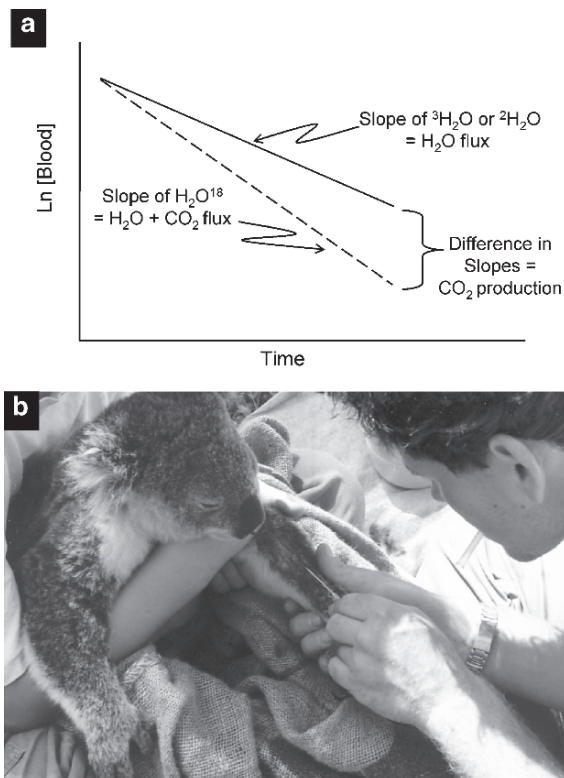 a
Ln [Blood]
Slope of ³H₂O or ²H₂O
= H₂O flux
Slope of H₂O¹⁸
= H₂O + CO₂ flux
Difference in
Slopes =
CO₂ production
Time
b